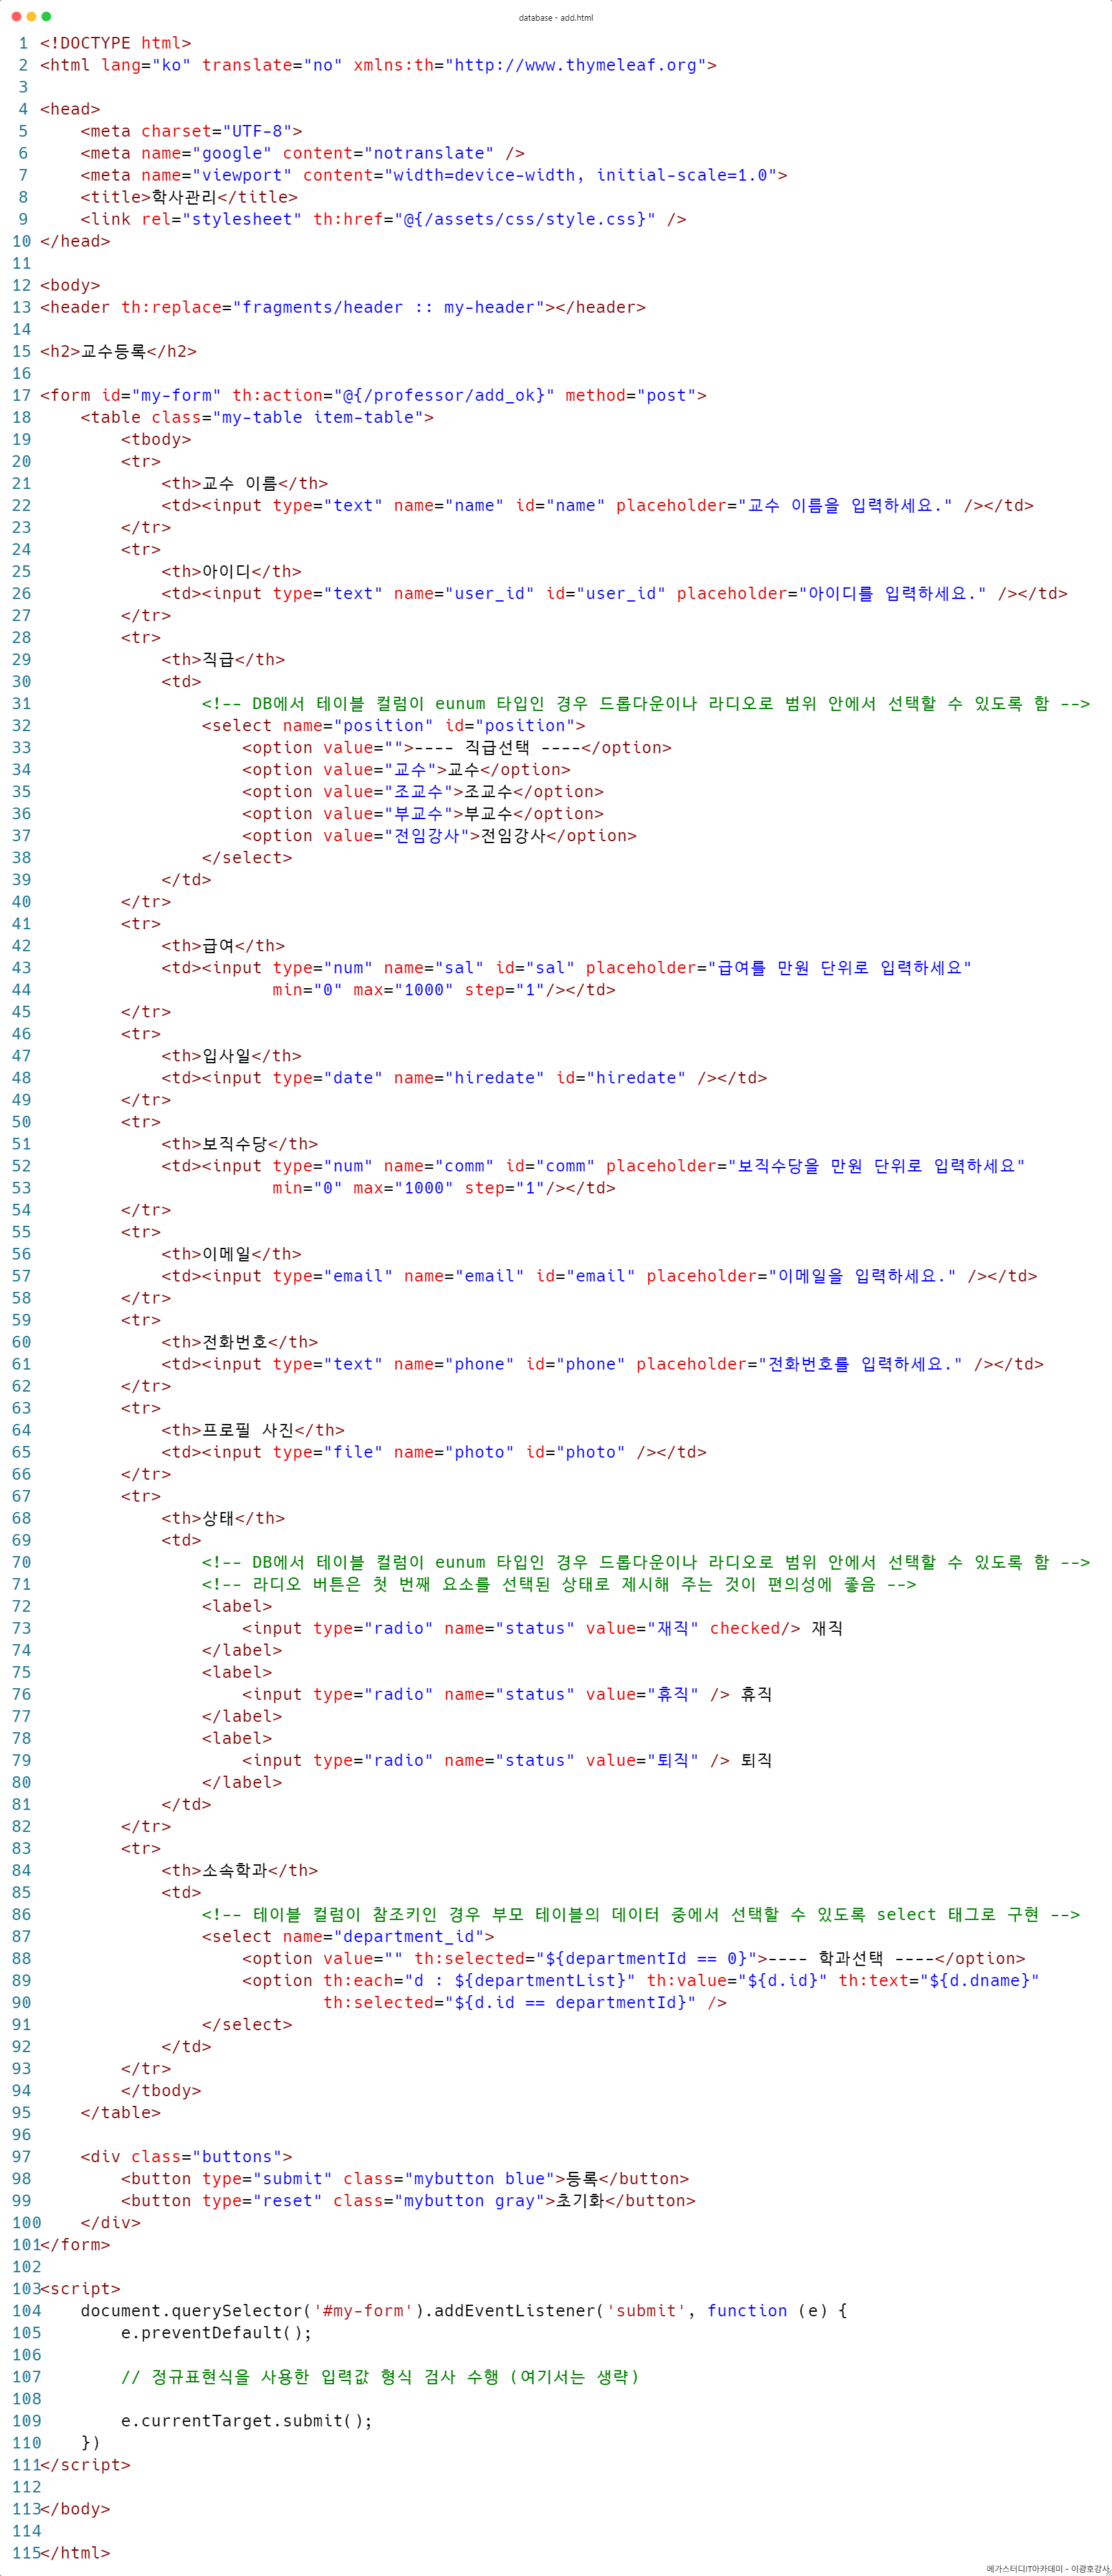 database - add.html
1 <!DOCTYPE html>
2 <html lang="ko" translate="no" xmlns:th="http://www.thymeleaf.org">
3
4 <head>
5     <meta charset="UTF-8">
6     <meta name="google" content="notranslate" />
7     <meta name="viewport" content="width=device-width, initial-scale=1.0">
8     <title>학사관리</title>
9     <link rel="stylesheet" th:href="@{/assets/css/style.css}" />
10 </head>
11
12 <body>
13 <header th:replace="fragments/header :: my-header"></header>
14
15 <h2>교수등록</h2>
16
17 <form id="my-form" th:action="@{/professor/add_ok}" method="post">
18     <table class="my-table item-table">
19         <tbody>
20         <tr>
21             <th>교수 이름</th>
22             <td><input type="text" name="name" id="name" placeholder="교수 이름을 입력하세요." /></td>
23         </tr>
24         <tr>
25             <th>아이디</th>
26             <td><input type="text" name="user_id" id="user_id" placeholder="아이디를 입력하세요." /></td>
27         </tr>
28         <tr>
29             <th>직급</th>
30             <td>
31                 <!-- DB에서 테이블 컬럼이 eunum 타입인 경우 드롭다운이나 라디오로 범위 안에서 선택할 수 있도록 함 -->
32                 <select name="position" id="position">
33                     <option value="">---- 직급선택 ----</option>
34                     <option value="교수">교수</option>
35                     <option value="조교수">조교수</option>
36                     <option value="부교수">부교수</option>
37                     <option value="전임강사">전임강사</option>
38                 </select>
39             </td>
40         </tr>
41         <tr>
42             <th>급여</th>
43             <td><input type="num" name="sal" id="sal" placeholder="급여를 만원 단위로 입력하세요"
44                        min="0" max="1000" step="1"/></td>
45         </tr>
46         <tr>
47             <th>입사일</th>
48             <td><input type="date" name="hiredate" id="hiredate" /></td>
49         </tr>
50         <tr>
51             <th>보직수당</th>
52             <td><input type="num" name="comm" id="comm" placeholder="보직수당을 만원 단위로 입력하세요"
53                        min="0" max="1000" step="1"/></td>
54         </tr>
55         <tr>
56             <th>이메일</th>
57             <td><input type="email" name="email" id="email" placeholder="이메일을 입력하세요." /></td>
58         </tr>
59         <tr>
60             <th>전화번호</th>
61             <td><input type="text" name="phone" id="phone" placeholder="전화번호를 입력하세요." /></td>
62         </tr>
63         <tr>
64             <th>프로필 사진</th>
65             <td><input type="file" name="photo" id="photo" /></td>
66         </tr>
67         <tr>
68             <th>상태</th>
69             <td>
70                 <!-- DB에서 테이블 컬럼이 eunum 타입인 경우 드롭다운이나 라디오로 범위 안에서 선택할 수 있도록 함 -->
71                 <!-- 라디오 버튼은 첫 번째 요소를 선택된 상태로 제시해 주는 것이 편의성에 좋음 -->
72                 <label>
73                     <input type="radio" name="status" value="재직" checked/> 재직
74                 </label>
75                 <label>
76                     <input type="radio" name="status" value="휴직" /> 휴직
77                 </label>
78                 <label>
79                     <input type="radio" name="status" value="퇴직" /> 퇴직
80                 </label>
81             </td>
82         </tr>
83         <tr>
84             <th>소속학과</th>
85             <td>
86                 <!-- 테이블 컬럼이 참조키인 경우 부모 테이블의 데이터 중에서 선택할 수 있도록 select 태그로 구현 -->
87                 <select name="department_id">
88                     <option value="" th:selected="${departmentId == 0}">---- 학과선택 ----</option>
89                     <option th:each="d : ${departmentList}" th:value="${d.id}" th:text="${d.dname}"
90                             th:selected="${d.id == departmentId}" />
91                 </select>
92             </td>
93         </tr>
94         </tbody>
95     </table>
96
97     <div class="buttons">
98         <button type="submit" class="mybutton blue">등록</button>
99         <button type="reset" class="mybutton gray">초기화</button>
100     </div>
101 </form>
102
103 <script>
104     document.querySelector('#my-form').addEventListener('submit', function (e) {
105         e.preventDefault();
106
107         // 정규표현식을 사용한 입력값 형식 검사 수행 (여기서는 생략)
108
109         e.currentTarget.submit();
110     })
111 </script>
112
113 </body>
114
115 </html>
메가스터디IT아카데미 - 이광호강사